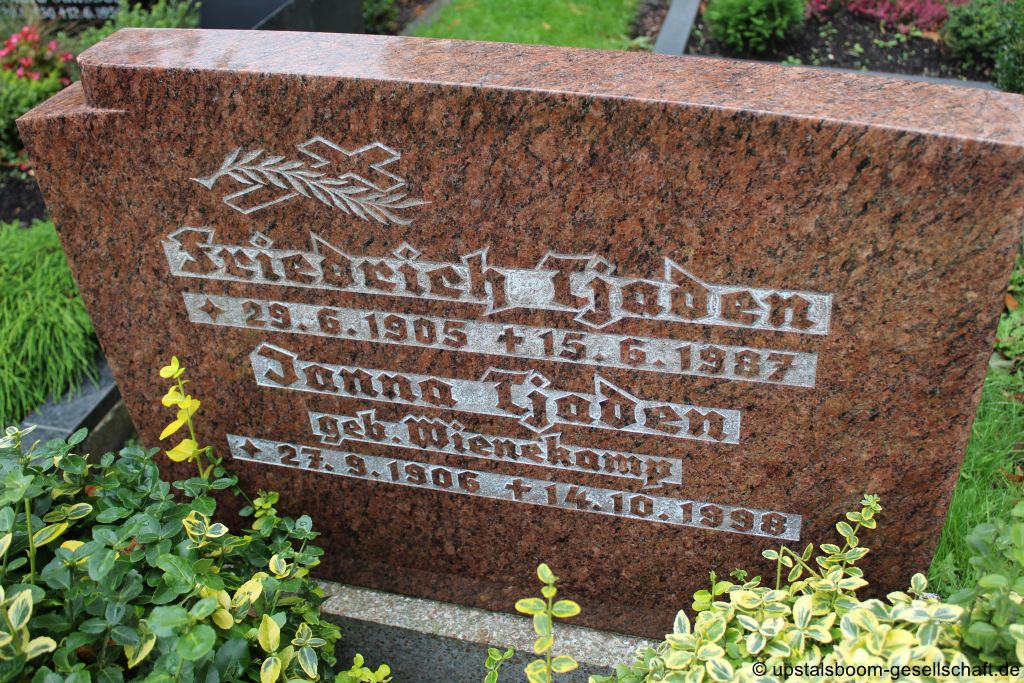 Friedrich Tjaden
29.6.1905 ✝ 15.6.1987
Janna Tjaden
geb. Wienekamp
27.9.1906 ✝ 14.10.1998
© upstalsboom-gesellschaft.de